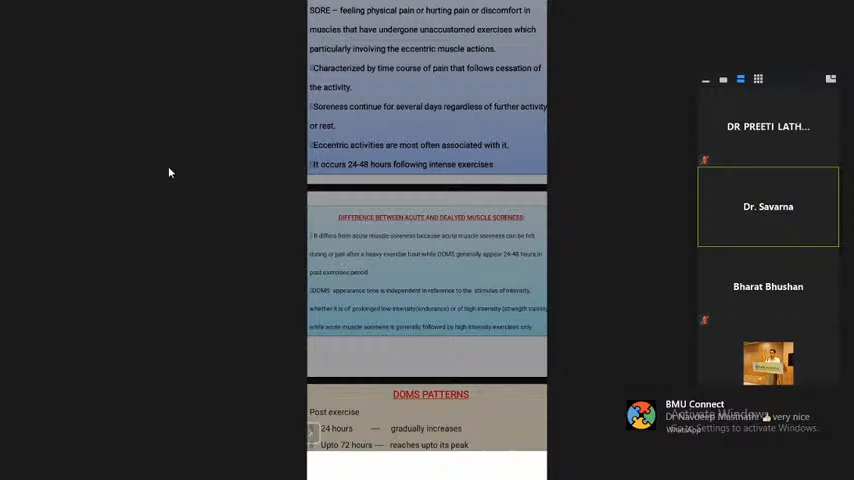 SORE – feeling physical pain or hurting pain or discomfort in
muscles that have undergone unaccustomed exercises which
particularly involving the eccentric muscle actions.
Characterized by time course of pain that follows cessation of
the activity.
Soreness continue for several days regardless of further activity
or rest.
Eccentric activities are most often associated with it.
It occurs 24-48 hours following intense exercises
DIFFERENCE BETWEEN ACUTE AND DEALYED MUSCLE SORENESS:
It differs from acute muscle soreness because acute muscle soreness can be felt
during or just after a heavy exercise bout while DOMS generally appear 24-48 hours in
post exercises period
DOMS appearance time is independent in reference to the stimulus of intensity,
whether it is of prolonged low intensity(endurance) or of high intensity (strength training
while acute muscle soreness is generally followed by high intensity exercises only
DOMS PATTERNS
Post exercise
24 hours — gradually increases
Upto 72 hours — reaches upto its peak
DR PREETI LATH...
Dr. Savarna
Bharat Bhushan
BMU Connect
Activate Windows
very nice
Go to Settings to activate Windows.
WhatsApp